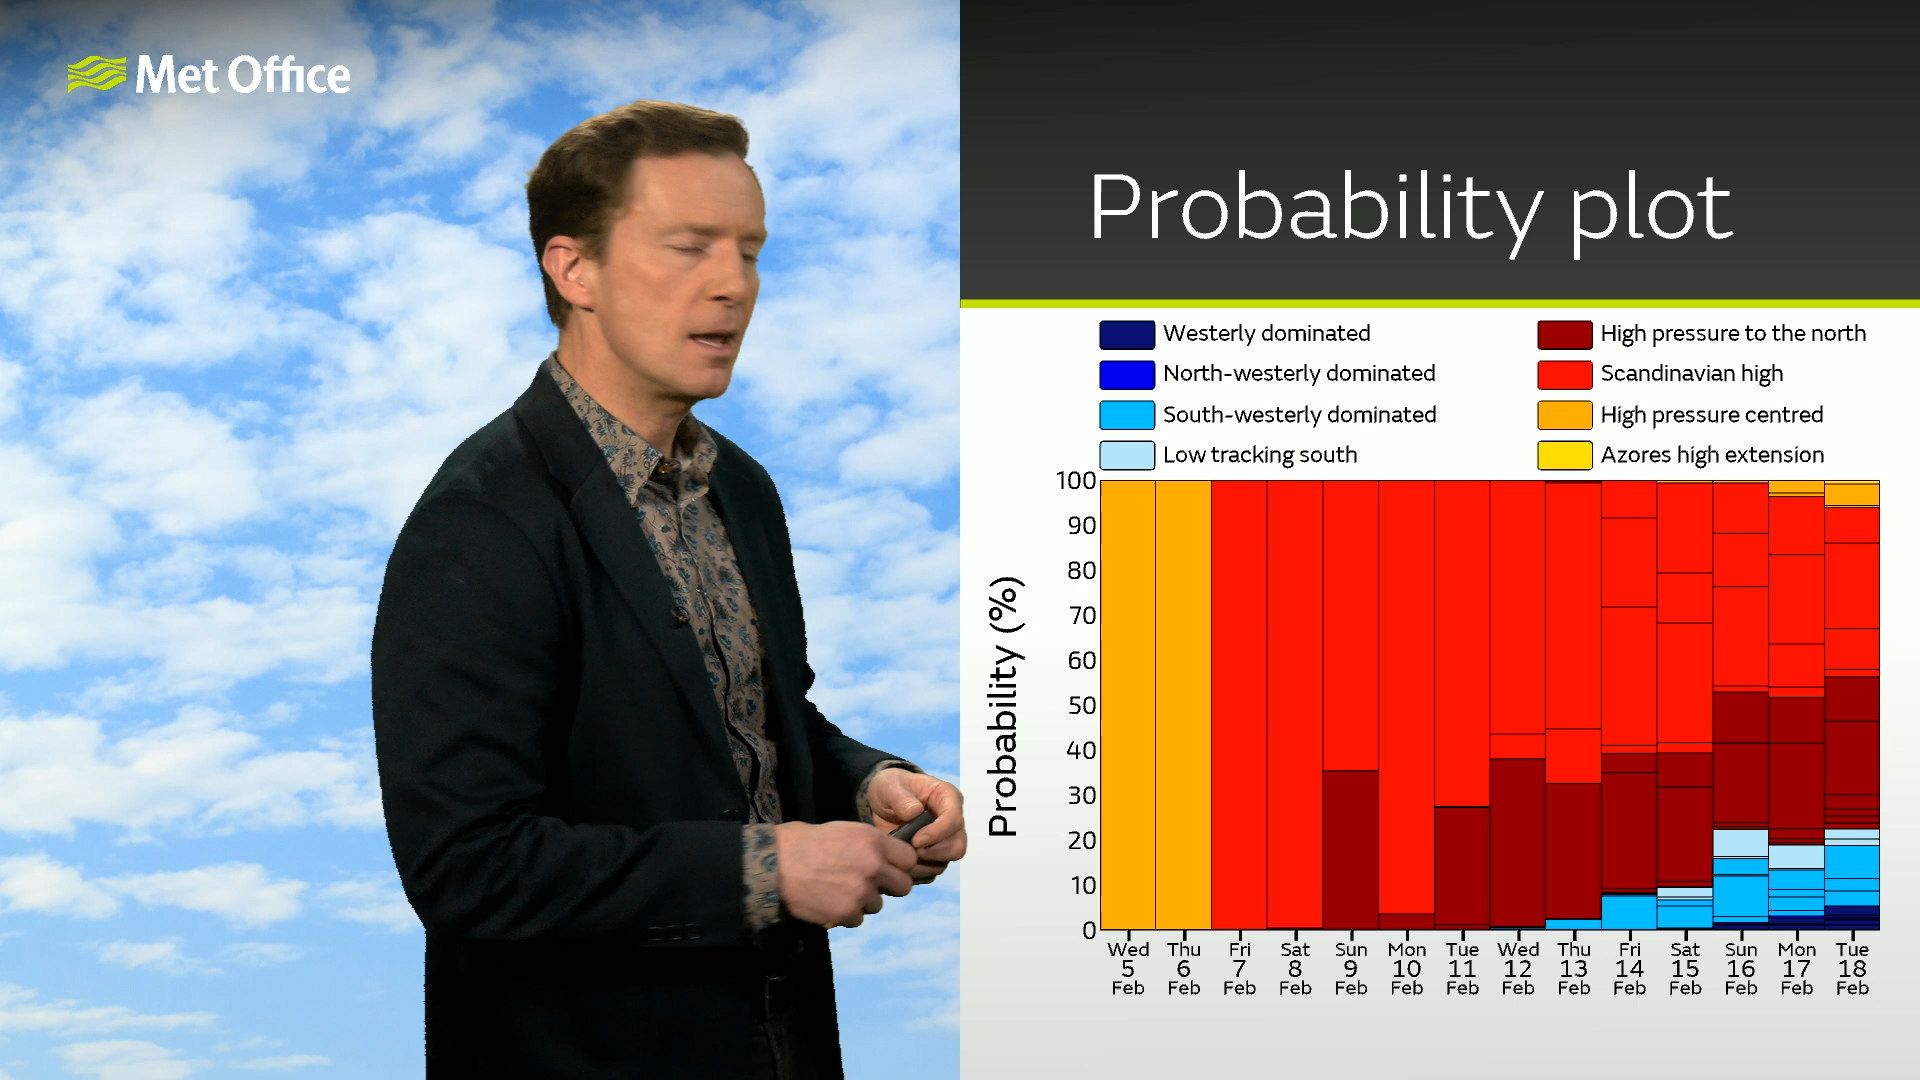 Met Office
Probability plot
Westerly dominated
North-westerly dominated
South-westerly dominated
Low tracking south
High pressure to the north
Scandinavian high
High pressure centred
Azores high extension
Probability (%)
100
90
80
70
60
50
40
30
20
10
0
Wed Thu Fri Sat Sun Mon Tue Wed Thu Fri Sat Sun Mon Tue
5 6 7 8 9 10 11 12 13 14 15 16 17 18
Feb Feb Feb Feb Feb Feb Feb Feb Feb Feb Feb Feb Feb Feb